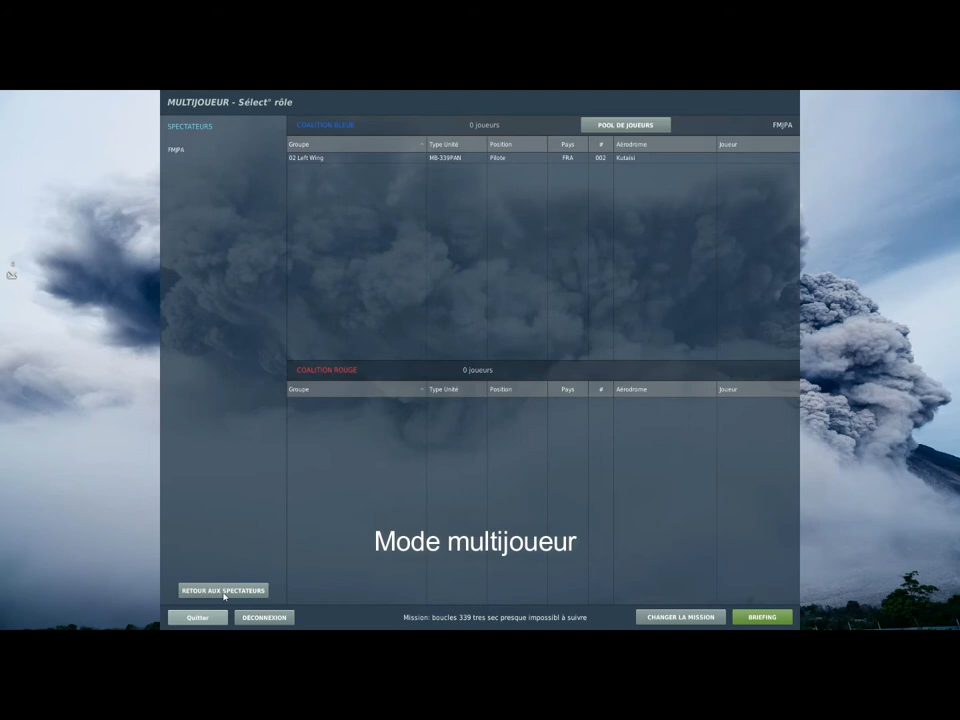 MULTIJOUEUR - Sélect° rôle
SPECTATEURS
FMJPA
COALITION BLEUE 0 joueurs POOL DE JOUEURS FMJPA
Groupe Type Unité Position Pays # Aérodrome Joueur
02 Left Wing MB-339PAN Pilote FRA 002 Kutaisi
COALITION ROUGE 0 joueurs
Groupe Type Unité Position Pays # Aérodrome Joueur
Mode multijoueur
RETOUR AUX SPECTATEURS
Quitter DÉCONNEXION Mission: boucles 339 tres sec presque impossibl à suivre CHANGER LA MISSION BRIEFING